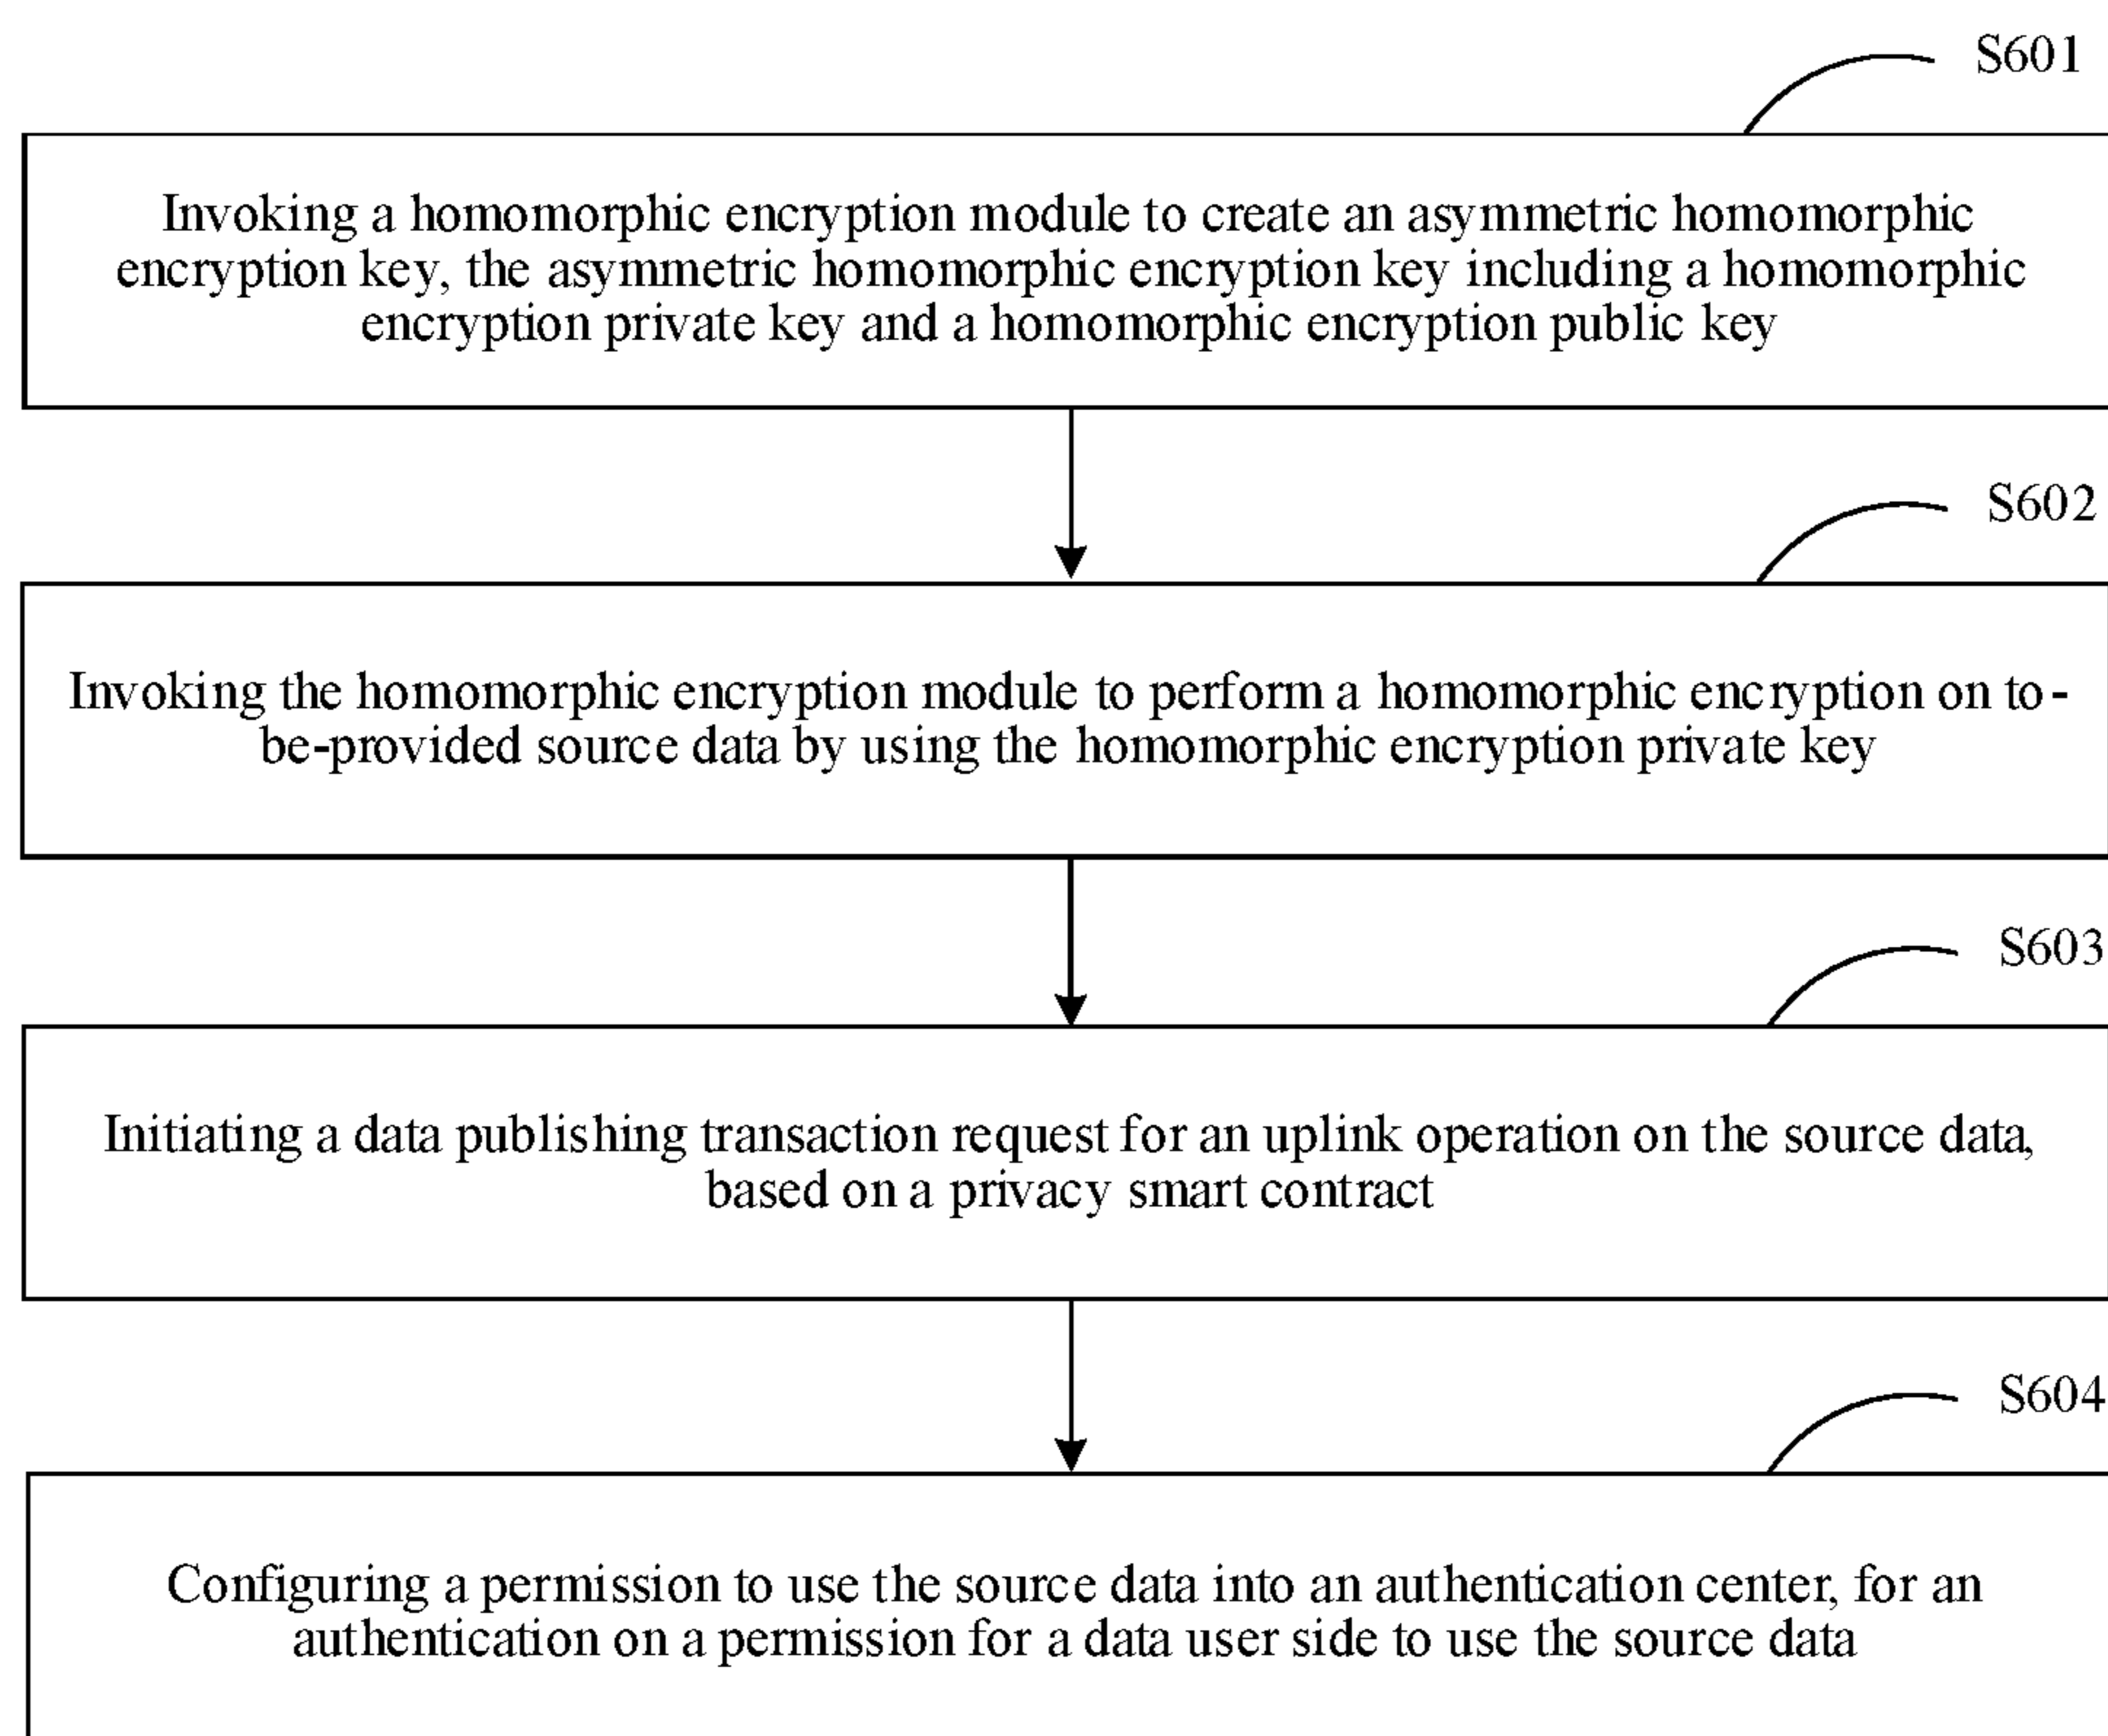 S601
Invoking a homomorphic encryption module to create an asymmetric homomorphic
encryption key, the asymmetric homomorphic encryption key including a homomorphic
encryption private key and a homomorphic encryption public key
S602
Invoking the homomorphic encryption module to perform a homomorphic encryption on to-
be-provided source data by using the homomorphic encryption private key
S603
Initiating a data publishing transaction request for an uplink operation on the source data,
based on a privacy smart contract
S604
Configuring a permission to use the source data into an authentication center, for an
authentication on a permission for a data user side to use the source data